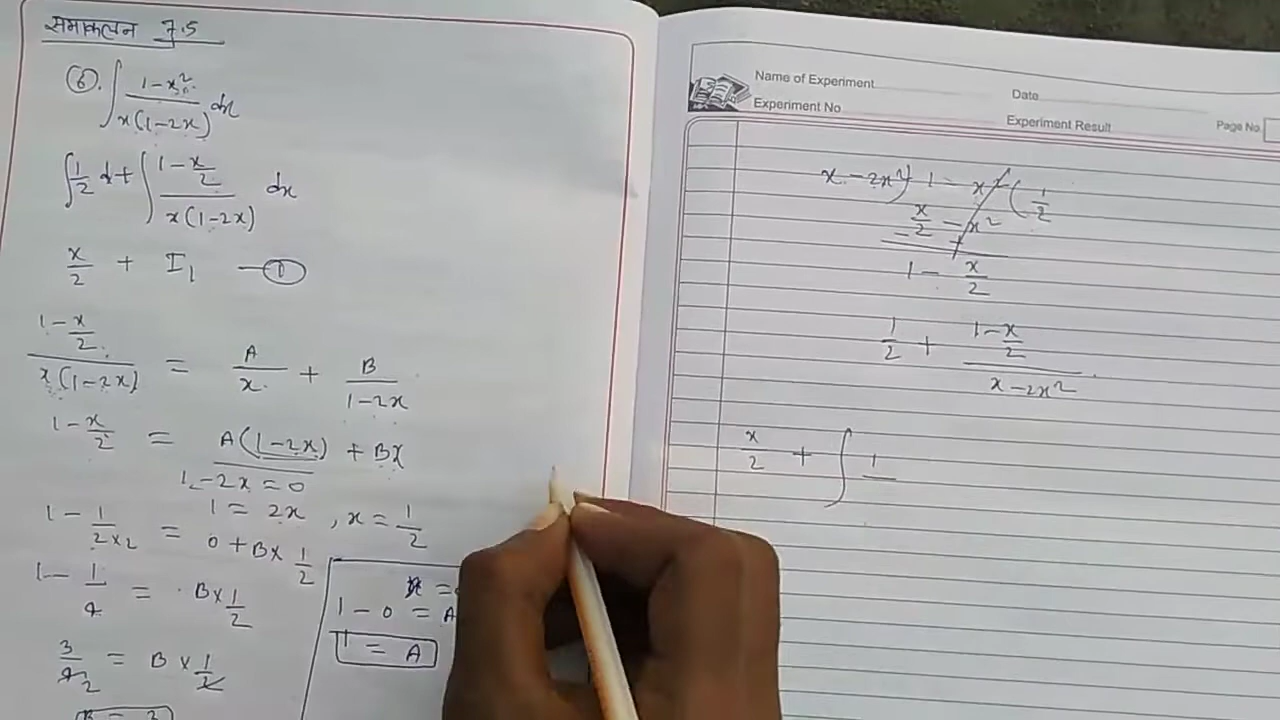 समाकलन 7.5
⑥. ∫ (1-x²)/(x(1-2x)) dx
∫ 1/2 dx + ∫ (1-x/2)/(x(1-2x)) dx
x/2 + I₁ —①
(1-x/2)/(x(1-2x)) = A/x + B/(1-2x)
1-x/2 = A(1-2x) + Bx
1-2x=0
1 = 2x , x = 1/2
1 - 1/(2×2) = 0 + B× 1/2
1 - 1/4 = B×1/2
3/4 2 = B × 1/2
x =
1 - 0 = A
1 = A
Name of Experiment
Date
Experiment No
Experiment Result
Page No.
x - 2x² ) 1 - x² ( 1/2
x/2 - x²
- +
1 - x/2
1/2 + (1-x/2)/(x-2x²)
x/2 + ∫ 1